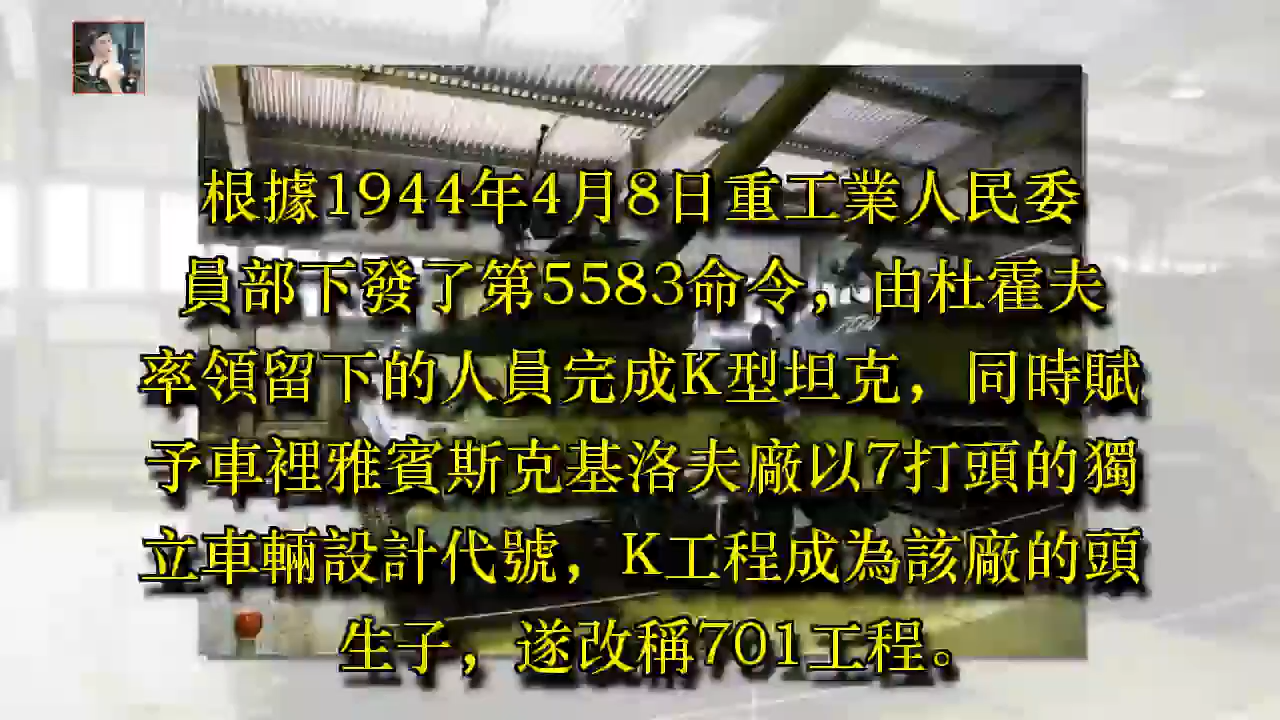 根據1944年4月8日重工業人民委
員部下發了第5583命令，由杜霍夫
率領留下的人員完成K型坦克，同時賦
予車裡雅賓斯克基洛夫廠以7打頭的獨
立車輛設計代號，K工程成為該廠的頭
生子，遂改稱701工程。